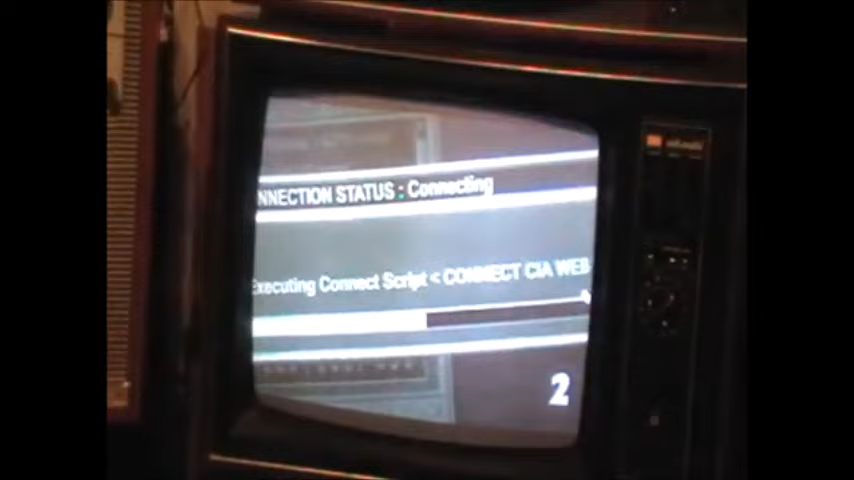 NNECTION STATUS : Connecting
Executing Connect Script < CONNECT CIA WEB
2